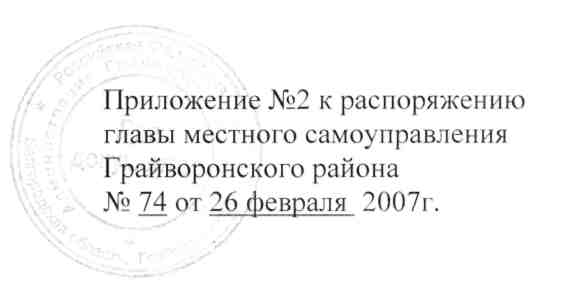 Приложение №2 к распоряжению
главы местного самоуправления
Грайворонского района
№ 74 от 26 февраля 2007г.